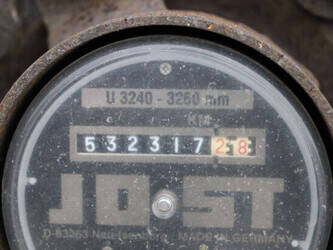 U 3240 - 3260 mm
KM
532317 28
JOST
D-63263 Neu-Isenburg MADE IN GERMANY